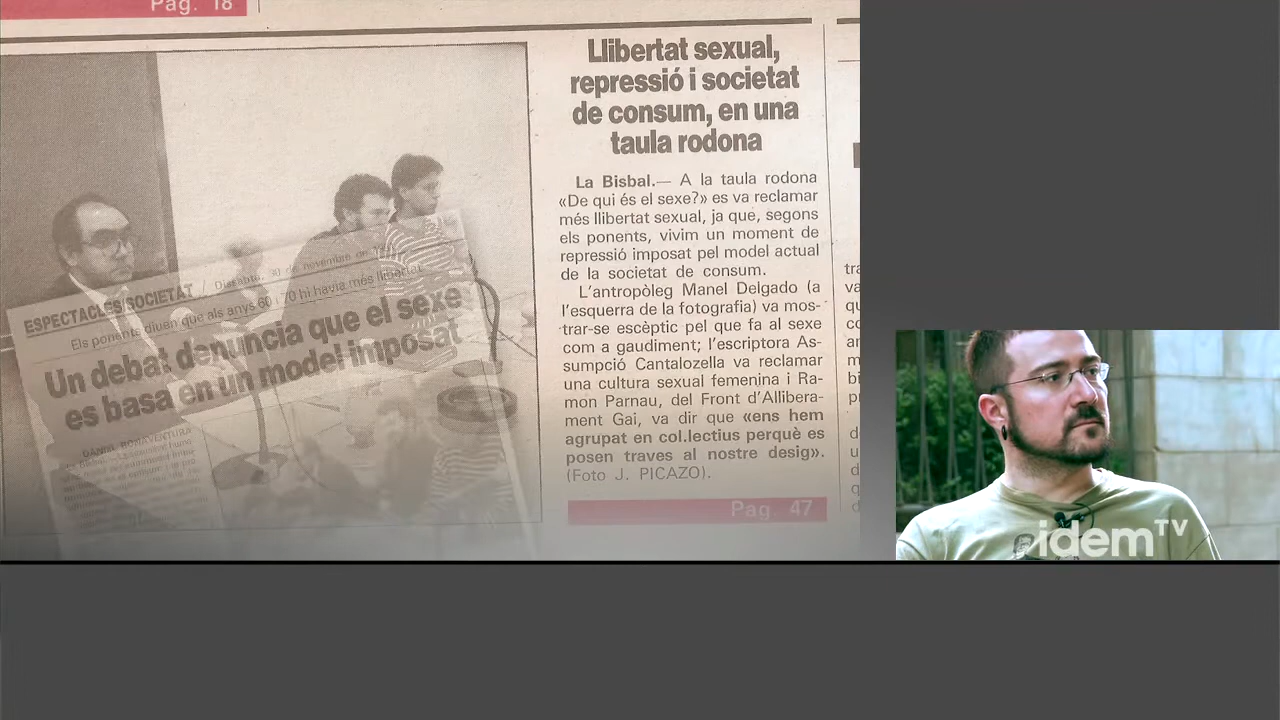 Pag. 18
Llibertat sexual,
repressió i societat
de consum, en una
taula rodona
La Bisbal.— A la taula rodona
«De qui és el sexe?» es va reclamar
més llibertat sexual, ja que, segons
els ponents, vivim un moment de
repressió imposat pel model actual
de la societat de consum.
L'antropòleg Manel Delgado (a
l'esquerra de la fotografia) va mos-
trar-se escèptic pel que fa al sexe
com a gaudiment; l'escriptora As-
sumpció Cantalozella va reclamar
una cultura sexual femenina i Ra-
mon Parnau, del Front d'Allibera-
ment Gai, va dir que «ens hem
agrupat en col.lectius perquè es
posen traves al nostre desig».
(Foto J. PICAZO).
Pag. 47
ESPECTACLES/SOCIETAT / Dissabte, 30 de novembre de
Els ponents diuen que als anys 60 i 70 hi havia més llibertat
Un debat denuncia que el sexe
es basa en un model imposat
DANIEL BONAVENTURA
idemTV